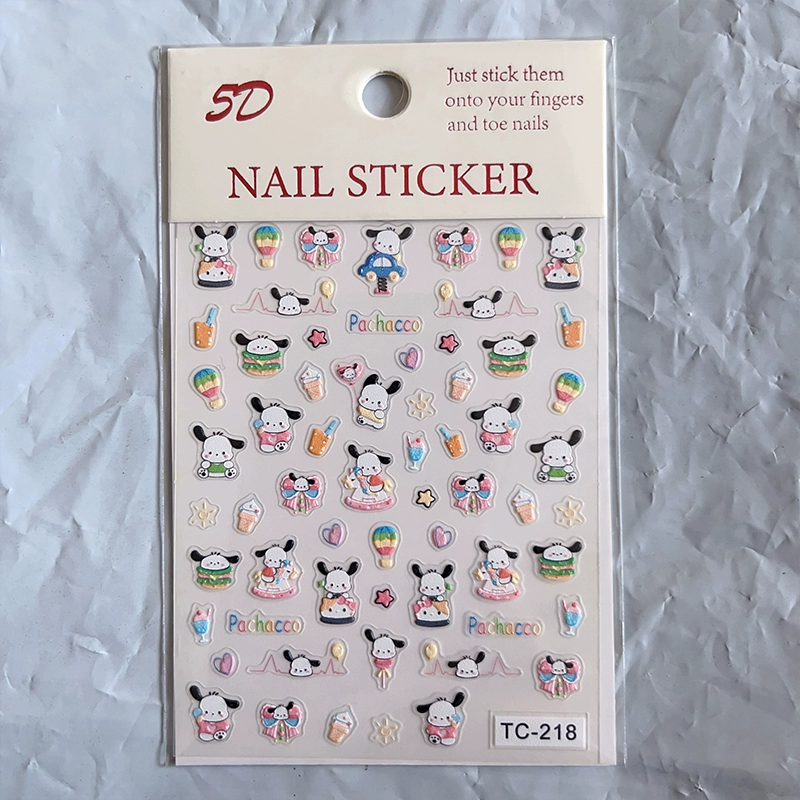 5D
Just stick them
onto your fingers
and toe nails
NAIL STICKER
Pachacco
Pachacco
Pachacco
TC-218